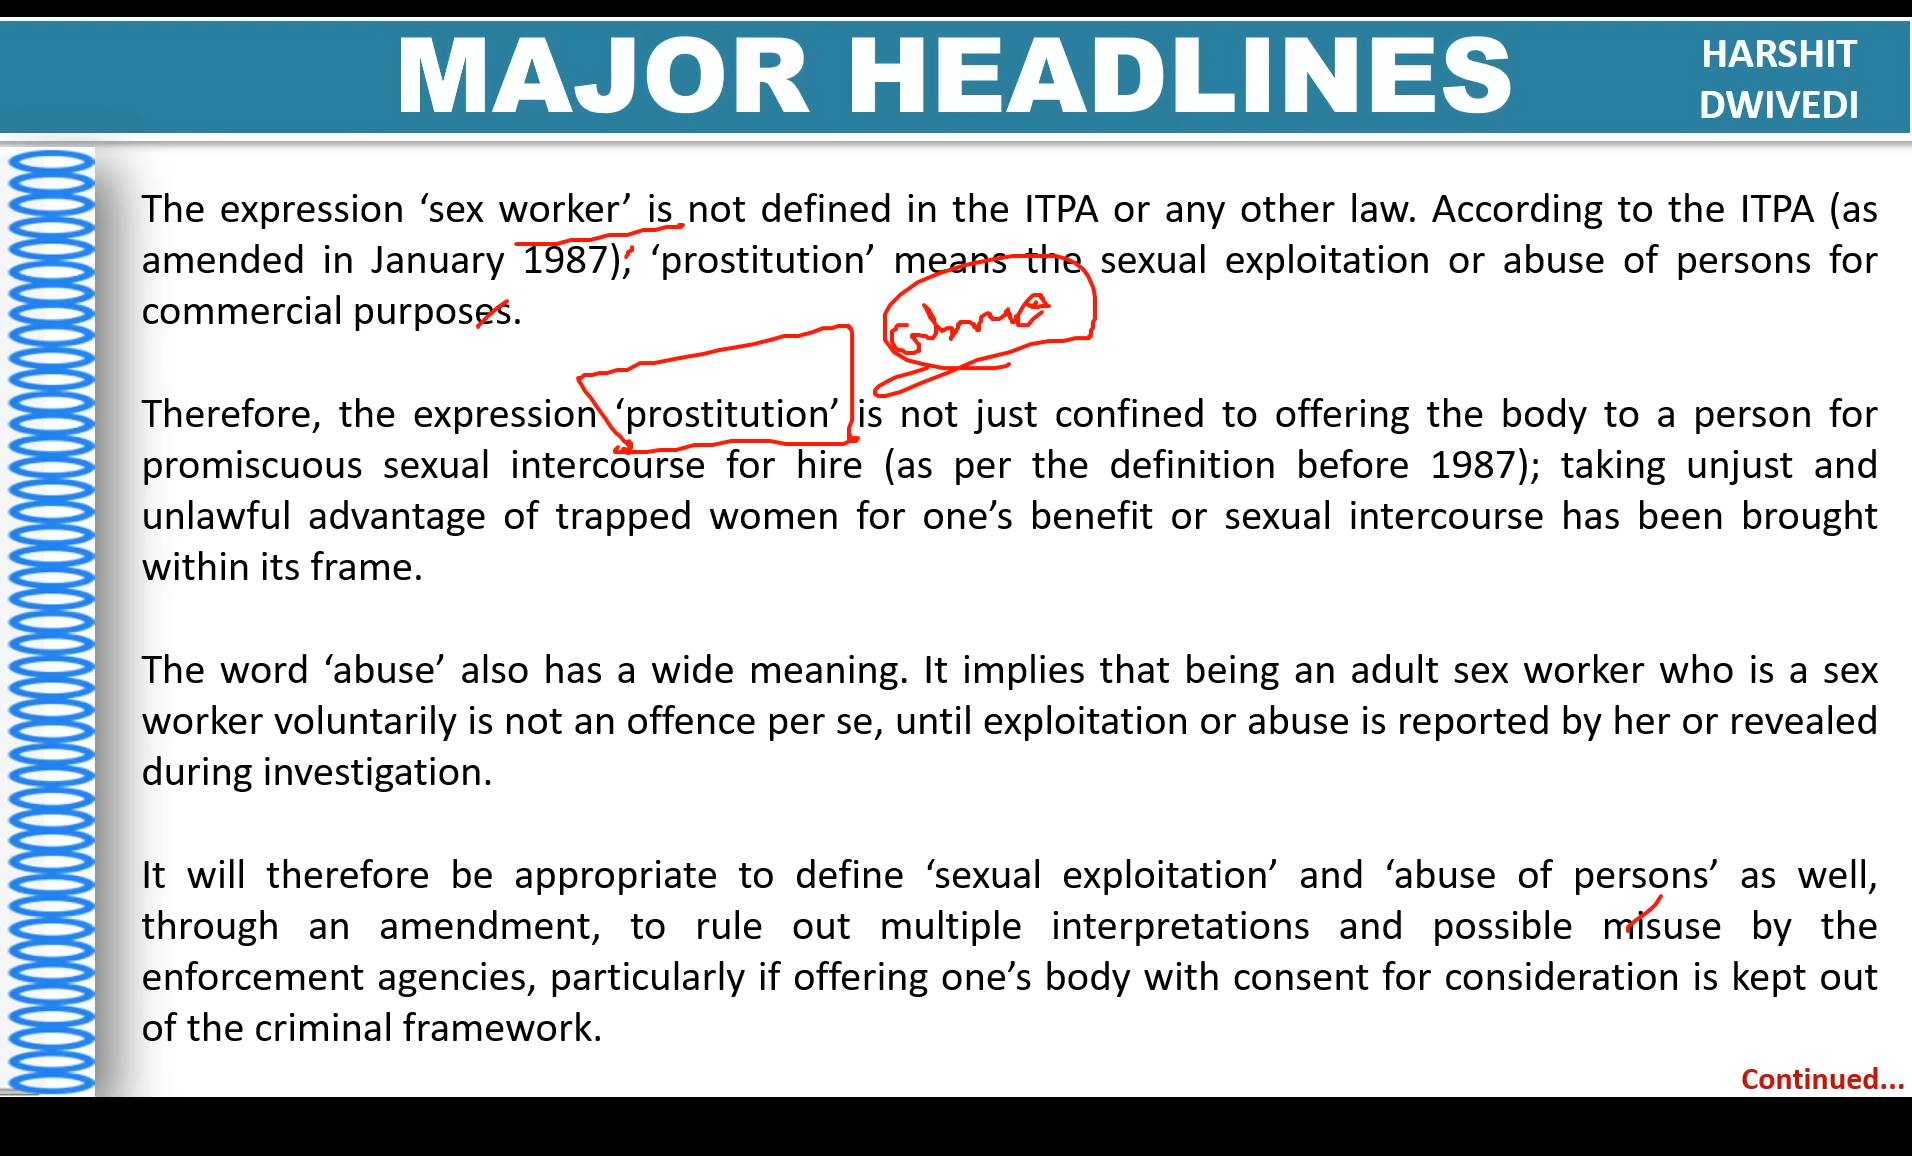 MAJOR HEADLINES
HARSHIT
DWIVEDI
The expression ‘sex worker’ is not defined in the ITPA or any other law. According to the ITPA (as
amended in January 1987), ‘prostitution’ means the sexual exploitation or abuse of persons for
commercial purposes.
Therefore, the expression ‘prostitution’ is not just confined to offering the body to a person for
promiscuous sexual intercourse for hire (as per the definition before 1987); taking unjust and
unlawful advantage of trapped women for one’s benefit or sexual intercourse has been brought
within its frame.
The word ‘abuse’ also has a wide meaning. It implies that being an adult sex worker who is a sex
worker voluntarily is not an offence per se, until exploitation or abuse is reported by her or revealed
during investigation.
It will therefore be appropriate to define ‘sexual exploitation’ and ‘abuse of persons’ as well,
through an amendment, to rule out multiple interpretations and possible misuse by the
enforcement agencies, particularly if offering one’s body with consent for consideration is kept out
of the criminal framework.
Continued...